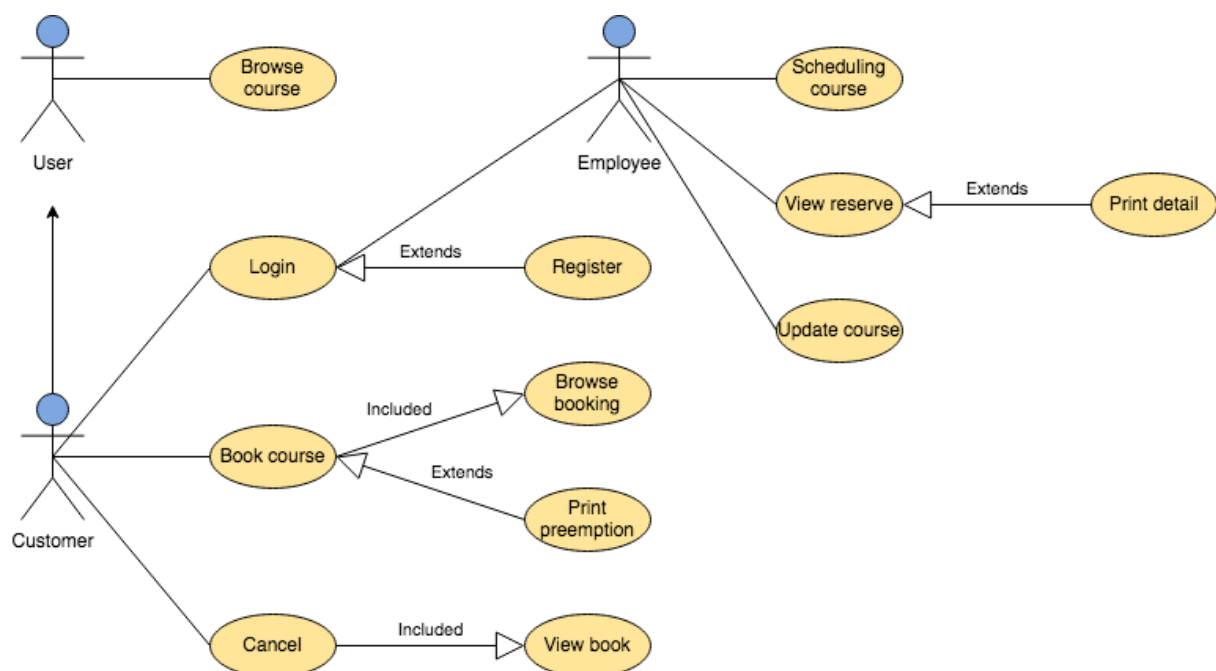 Browse
course
Scheduling
course
User
Employee
View reserve
Extends
Print detail
Login
Extends
Register
Update course
Browse
booking
Included
Book course
Extends
Print
preemption
Customer
Cancel
Included
View book